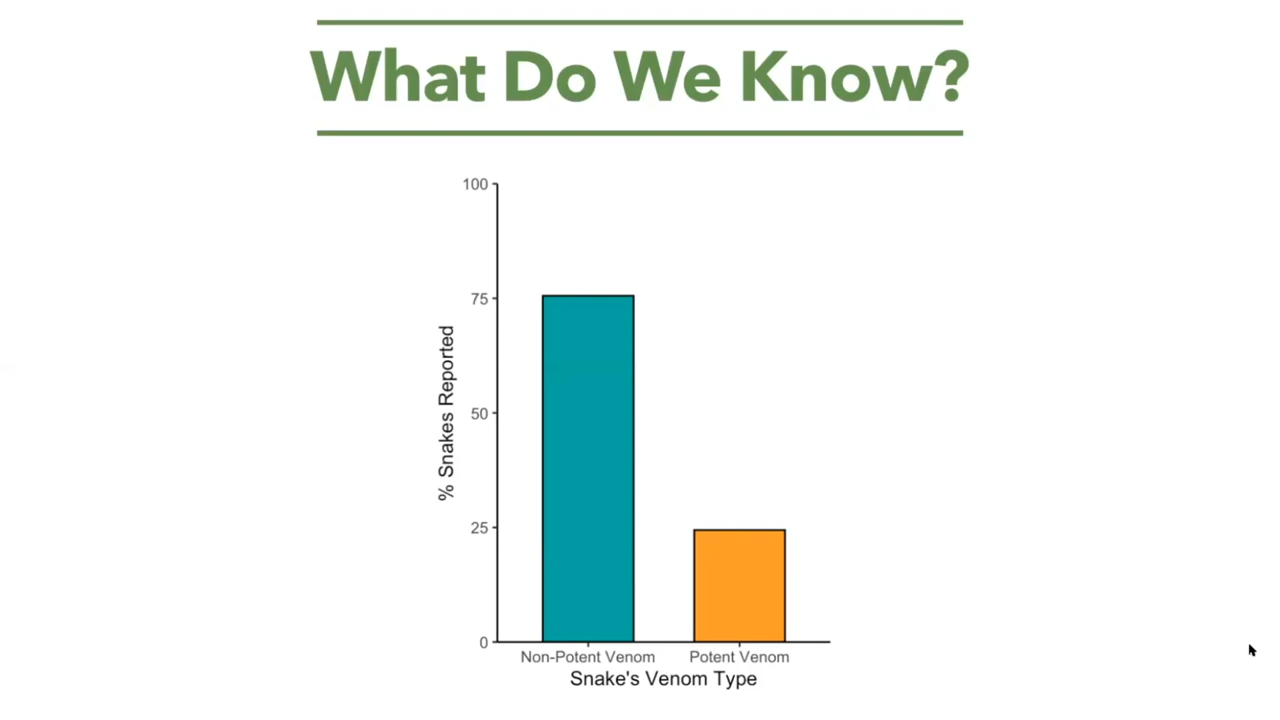 What Do We Know?
100
75
50
25
0
% Snakes Reported
Non-Potent Venom Potent Venom
Snake's Venom Type